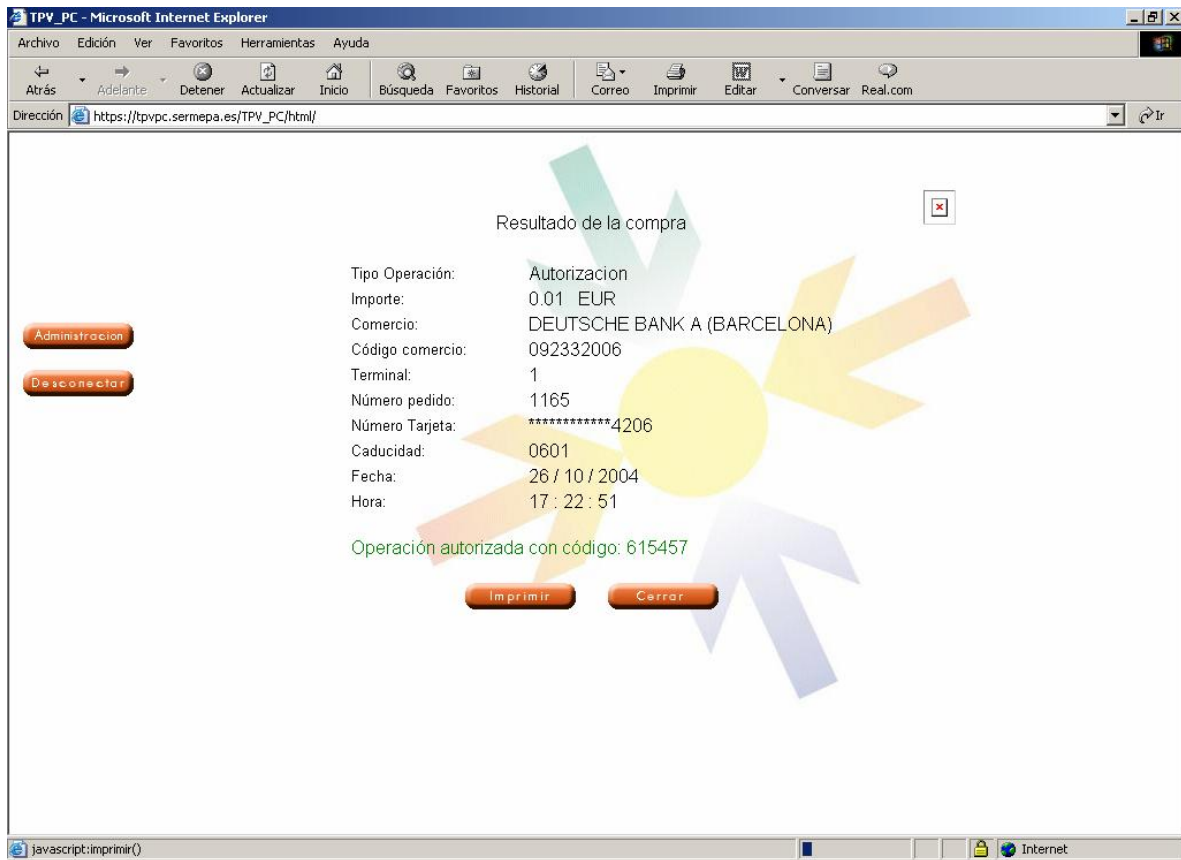 TPV_PC - Microsoft Internet Explorer
Archivo Edición Ver Favoritos Herramientas Ayuda
Atrás Adelante Detener Actualizar Inicio Búsqueda Favoritos Historial Correo Imprimir Editar Conversar Real.com
Dirección https://tpvpc.sermepa.es/TPV_PC/html/ Ir
Resultado de la compra
Tipo Operación: Autorizacion
Importe: 0.01 EUR
Comercio: DEUTSCHE BANK A (BARCELONA)
Administracion
Código comercio: 092332006
Terminal: 1
Desconectar
Número pedido: 1165
Número Tarjeta: ************4206
Caducidad: 0601
Fecha: 26 / 10 / 2004
Hora: 17 : 22 : 51
Operación autorizada con código: 615457
Imprimir Cerrar
javascript:imprimir() Internet